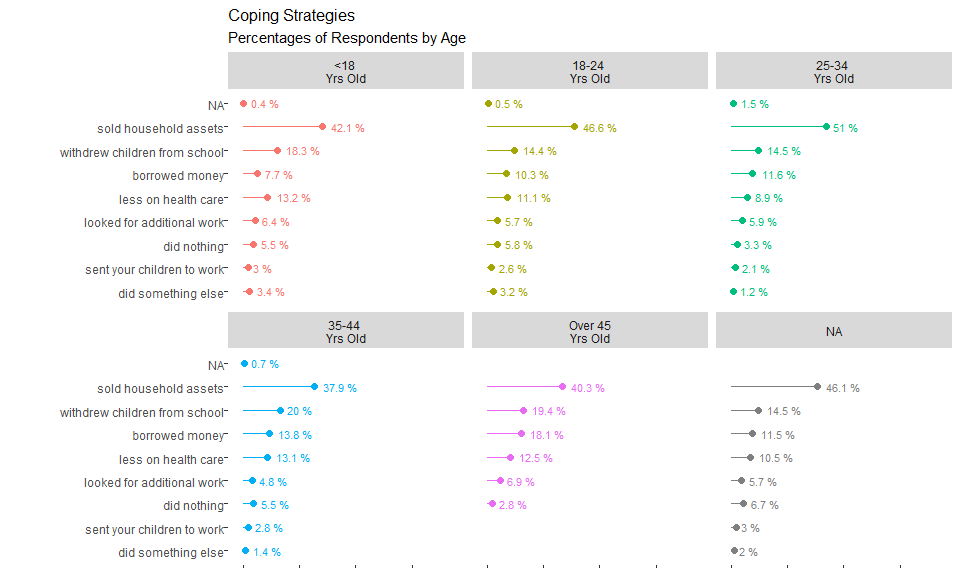 Coping Strategies
Percentages of Respondents by Age
<18
Yrs Old
18-24
Yrs Old
25-34
Yrs Old
NA 0.4 % 0.5 % 1.5 %
sold household assets 42.1 % 46.6 % 51 %
withdrew children from school 18.3 % 14.4 % 14.5 %
borrowed money 7.7 % 10.3 % 11.6 %
less on health care 13.2 % 11.1 % 8.9 %
looked for additional work 6.4 % 5.7 % 5.9 %
did nothing 5.5 % 5.8 % 3.3 %
sent your children to work 3 % 2.6 % 2.1 %
did something else 3.4 % 3.2 % 1.2 %
35-44
Yrs Old
Over 45
Yrs Old
NA
NA 0.7 %
sold household assets 37.9 % 40.3 % 46.1 %
withdrew children from school 20 % 19.4 % 14.5 %
borrowed money 13.8 % 18.1 % 11.5 %
less on health care 13.1 % 12.5 % 10.5 %
looked for additional work 4.8 % 6.9 % 5.7 %
did nothing 5.5 % 2.8 % 6.7 %
sent your children to work 2.8 % 3 %
did something else 1.4 % 2 %